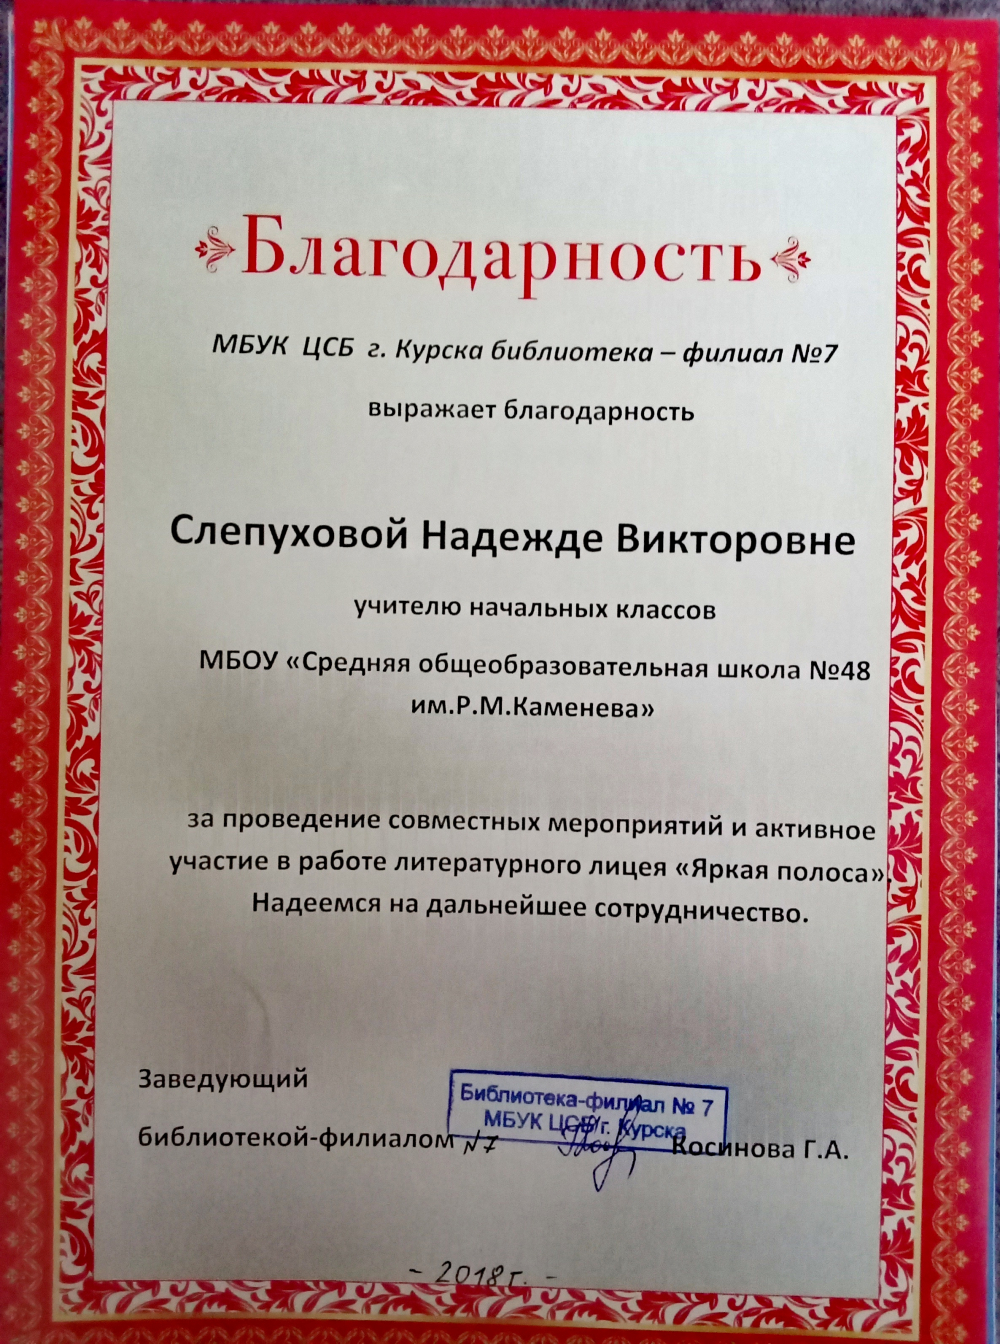 Благодарность
МБУК ЦСБ г. Курска библиотека – филиал №7
выражает благодарность
Слепуховой Надежде Викторовне
учителю начальных классов
МБОУ «Средняя общеобразовательная школа №48
им.Р.М.Каменева»
за проведение совместных мероприятий и активное
участие в работе литературного лицея «Яркая полоса».
Надеемся на дальнейшее сотрудничество.
Заведующий
Библиотека-филиал № 7
МБУК ЦСБ г. Курска
библиотекой-филиалом №7 Косинова Г.А.
- 2018г. -